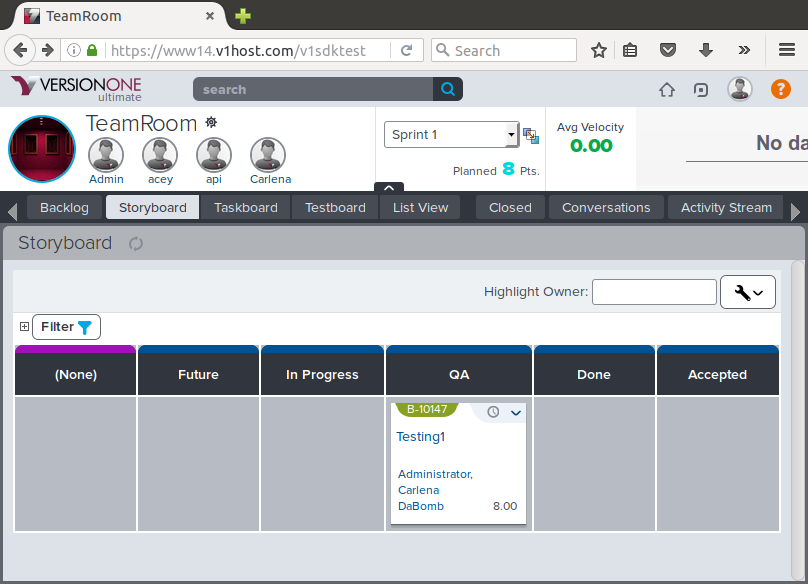 TeamRoom
https://www14.v1host.com/v1sdktest
Search
VERSIONONE
ultimate
search
?
TeamRoom
Admin
acey
api
Carlena
Sprint 1
Planned 8 Pts.
Avg Velocity
0.00
No da
Backlog
Storyboard
Taskboard
Testboard
List View
Closed
Conversations
Activity Stream
Storyboard
Highlight Owner:
Filter
(None)
Future
In Progress
QA
Done
Accepted
B-10147
Testing1
Administrator,
Carlena
DaBomb
8.00